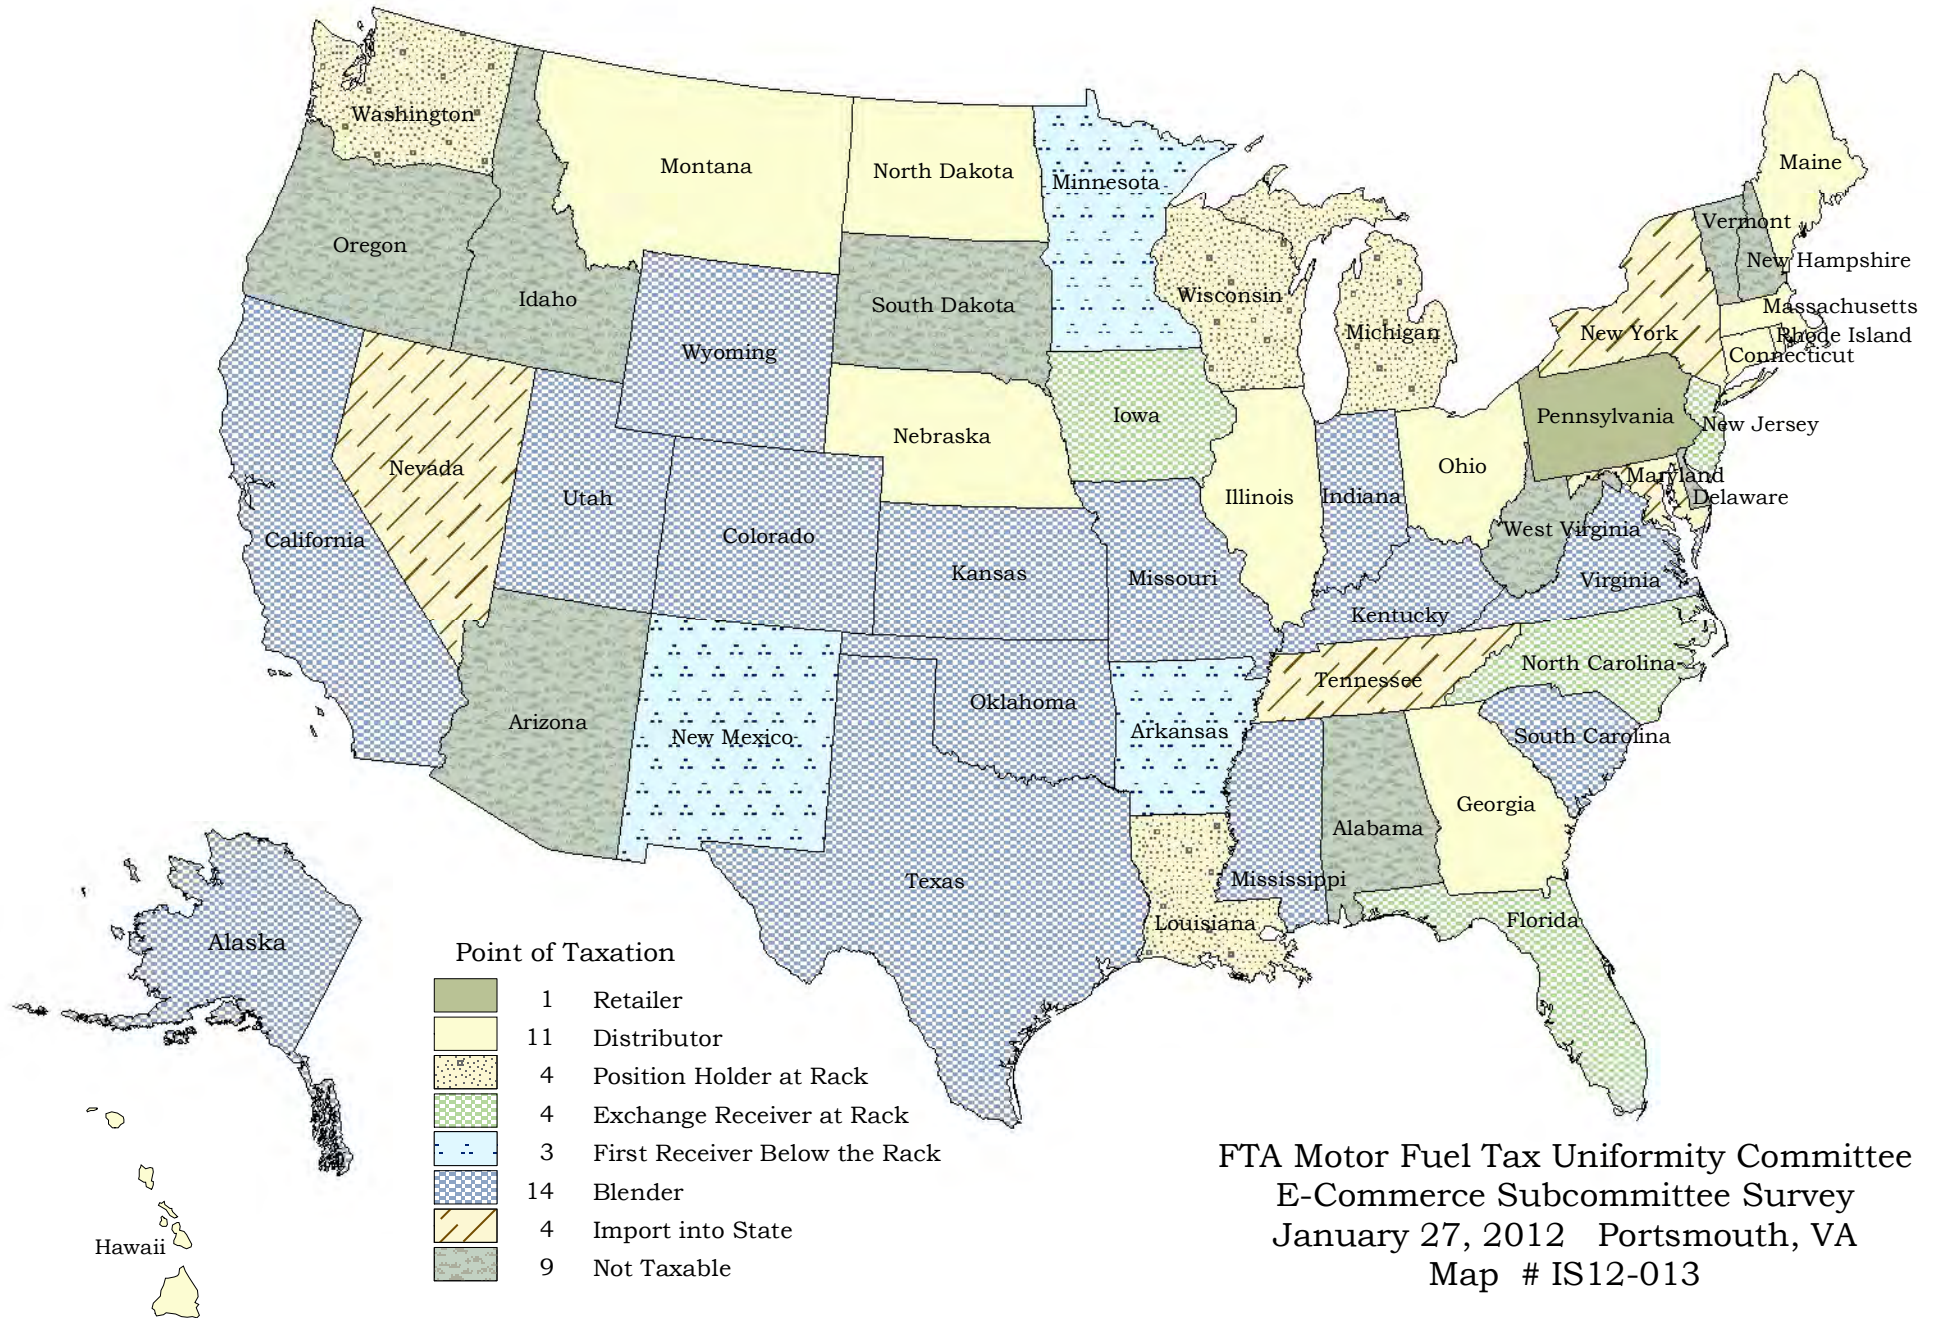 Washington
Montana
North Dakota
Minnesota
Maine
Vermont
New Hampshire
Oregon
Idaho
South Dakota
Wisconsin
Michigan
New York
Massachusetts
Rhode Island
Connecticut
Wyoming
Iowa
Pennsylvania
New Jersey
Nebraska
Nevada
Utah
Colorado
Illinois
Indiana
Ohio
Maryland
Delaware
West Virginia
California
Kansas
Missouri
Virginia
Kentucky
North Carolina
Tennessee
Arizona
New Mexico
Oklahoma
Arkansas
South Carolina
Georgia
Alabama
Texas
Mississippi
Louisiana
Florida
Alaska
Hawaii
Point of Taxation
1 Retailer
11 Distributor
4 Position Holder at Rack
4 Exchange Receiver at Rack
3 First Receiver Below the Rack
14 Blender
4 Import into State
9 Not Taxable
FTA Motor Fuel Tax Uniformity Committee
E-Commerce Subcommittee Survey
January 27, 2012 Portsmouth, VA
Map # IS12-013